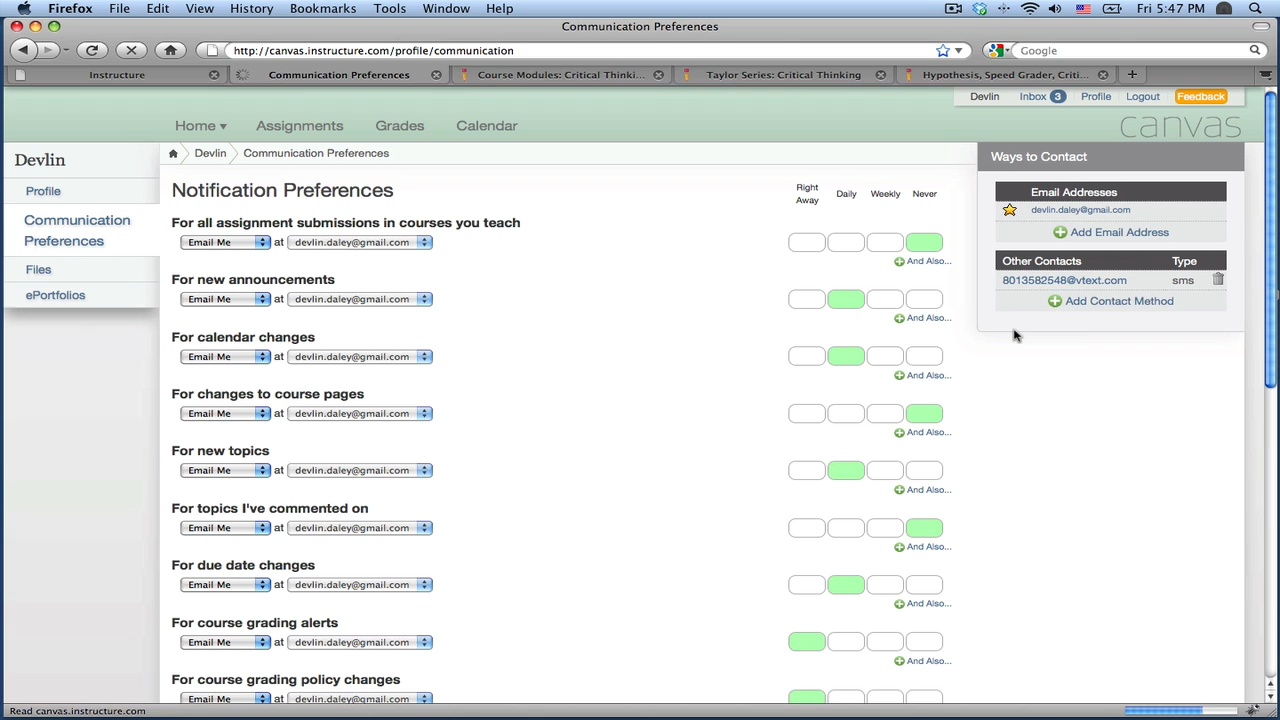 Firefox File Edit View History Bookmarks Tools Window Help Fri 5:47 PM
Communication Preferences
http://canvas.instructure.com/profile/communication Google
Instructure Communication Preferences Course Modules: Critical Thinki... Taylor Series: Critical Thinking Hypothesis, Speed Grader, Criti...
Devlin Inbox 3 Profile Logout Feedback
Home Assignments Grades Calendar canvas
Devlin
Profile
Communication
Preferences
Files
ePortfolios
Devlin Communication Preferences
Notification Preferences
Right
Away Daily Weekly Never
For all assignment submissions in courses you teach
Email Me at devlin.daley@gmail.com
And Also...
For new announcements
Email Me at devlin.daley@gmail.com
And Also...
For calendar changes
Email Me at devlin.daley@gmail.com
And Also...
For changes to course pages
Email Me at devlin.daley@gmail.com
And Also...
For new topics
Email Me at devlin.daley@gmail.com
And Also...
For topics I've commented on
Email Me at devlin.daley@gmail.com
And Also...
For due date changes
Email Me at devlin.daley@gmail.com
And Also...
For course grading alerts
Email Me at devlin.daley@gmail.com
And Also...
For course grading policy changes
Email Me at devlin.daley@gmail.com
Ways to Contact
Email Addresses
devlin.daley@gmail.com
Add Email Address
Other Contacts Type
8013582548@vtext.com sms
Add Contact Method
Read canvas.instructure.com